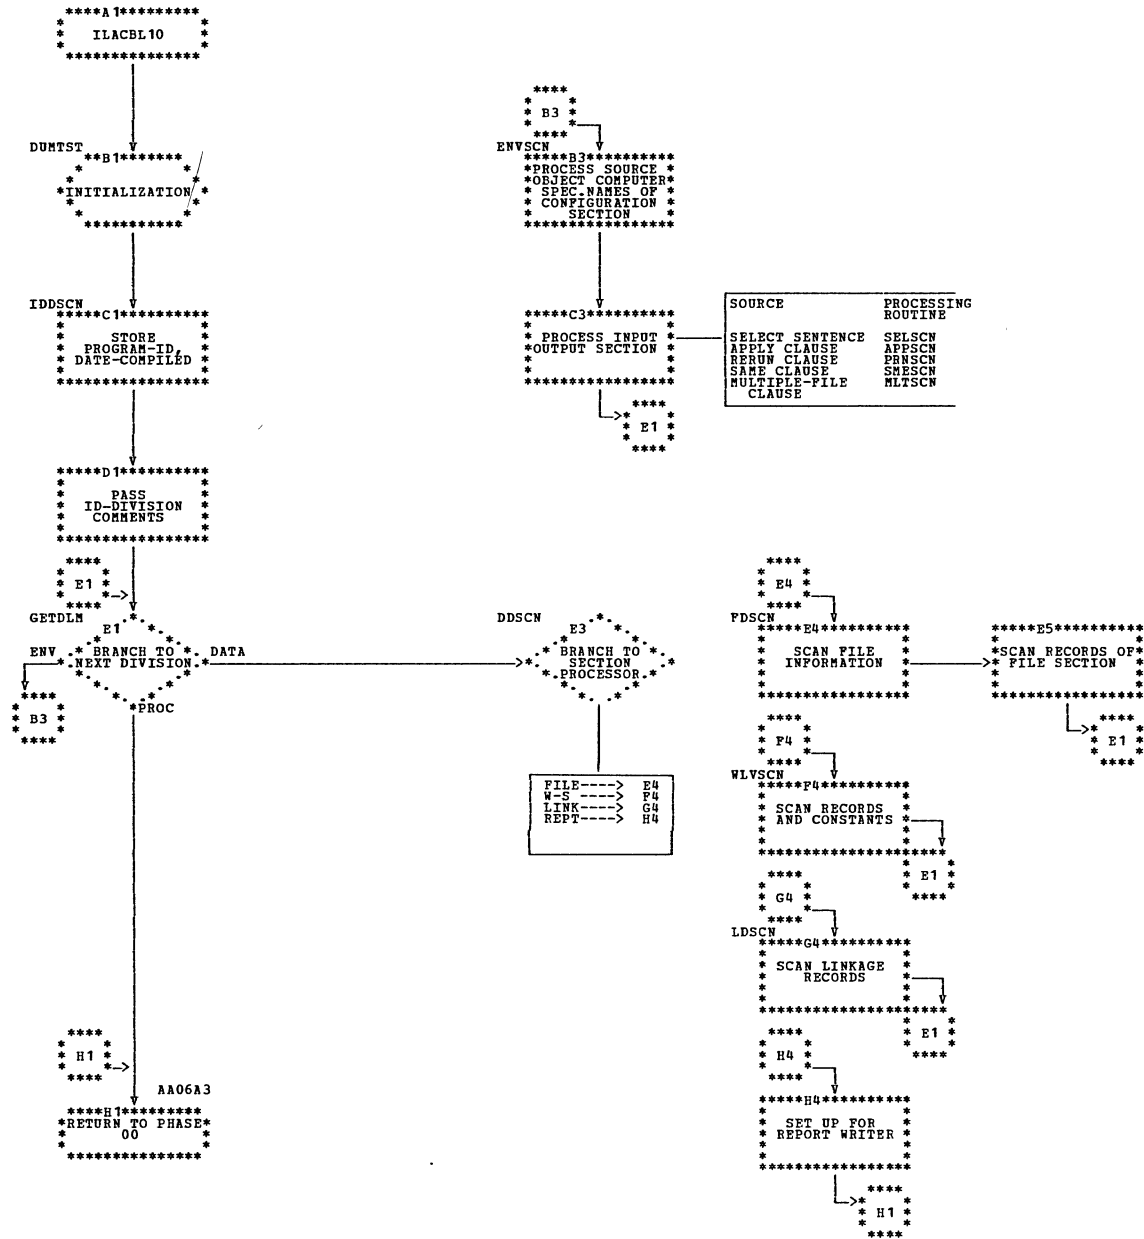 A1
ILACBL10
DUMTST
B1
INITIALIZATION
IDDSCN
C1
STORE
PROGRAM-ID,
DATE-COMPILED
D1
PASS
ID-DIVISION
COMMENTS
E1
GETDLM
E1
BRANCH TO
NEXT DIVISION
ENV
DATA
PROC
B3
H1
AA06A3
H1
RETURN TO PHASE
00
B3
ENVSCN
B3
PROCESS SOURCE
OBJECT COMPUTER
SPEC.NAMES OF
CONFIGURATION
SECTION
C3
PROCESS INPUT
OUTPUT SECTION
E1
SOURCE PROCESSING
ROUTINE
SELECT SENTENCE SELSCN
APPLY CLAUSE APPSCN
RERUN CLAUSE PRNSCN
SAME CLAUSE SMESCN
MULTIPLE-FILE MLTSCN
CLAUSE
DDSCN
E3
BRANCH TO
SECTION
PROCESSOR
FILE----> E4
W-S ----> F4
LINK----> G4
REPT----> H4
E4
FDSCN
E4
SCAN FILE
INFORMATION
E5
SCAN RECORDS OF
FILE SECTION
E1
F4
WLVSCN
F4
SCAN RECORDS
AND CONSTANTS
E1
G4
LDSCN
G4
SCAN LINKAGE
RECORDS
E1
H4
H4
SET UP FOR
REPORT WRITER
H1